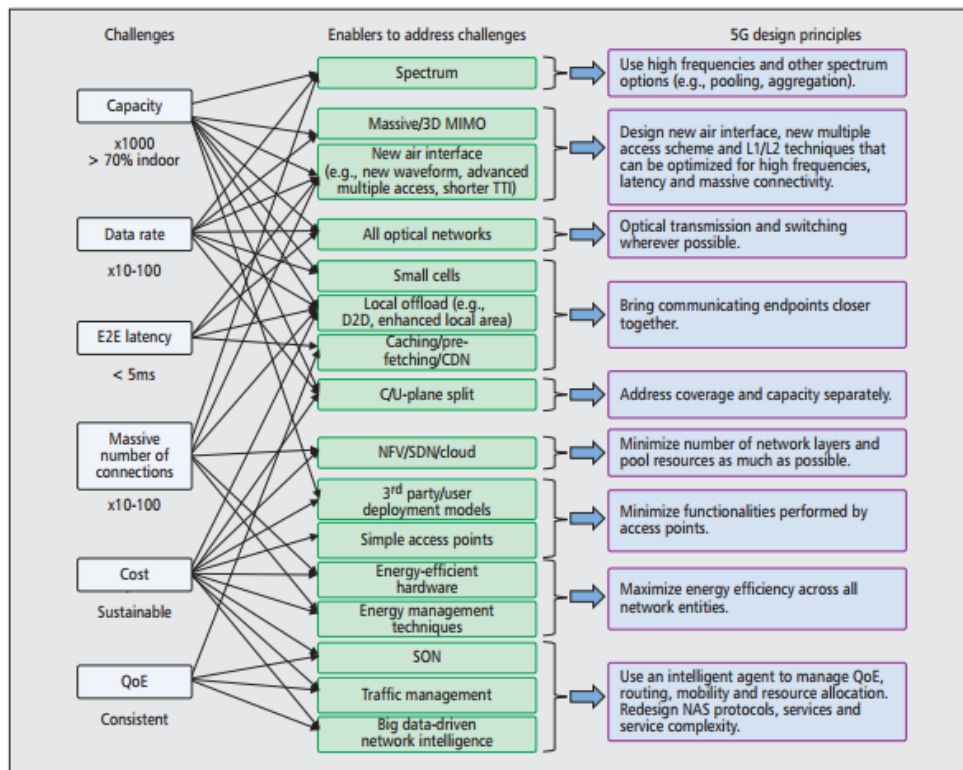 Challenges
Enablers to address challenges
5G design principles
Capacity
x1000
> 70% indoor
Data rate
x10-100
E2E latency
< 5ms
Massive
number of
connections
x10-100
Cost
Sustainable
QoE
Consistent
Spectrum
Massive/3D MIMO
New air interface
(e.g., new waveform, advanced
multiple access, shorter TTI)
All optical networks
Small cells
Local offload (e.g.,
D2D, enhanced local area)
Caching/pre-
fetching/CDN
C/U-plane split
NFV/SDN/cloud
3rd party/user
deployment models
Simple access points
Energy-efficient
hardware
Energy management
techniques
SON
Traffic management
Big data-driven
network intelligence
Use high frequencies and other spectrum
options (e.g., pooling, aggregation).
Design new air interface, new multiple
access scheme and L1/L2 techniques that
can be optimized for high frequencies,
latency and massive connectivity.
Optical transmission and switching
wherever possible.
Bring communicating endpoints closer
together.
Address coverage and capacity separately.
Minimize number of network layers and
pool resources as much as possible.
Minimize functionalities performed by
access points.
Maximize energy efficiency across all
network entities.
Use an intelligent agent to manage QoE,
routing, mobility and resource allocation.
Redesign NAS protocols, services and
service complexity.